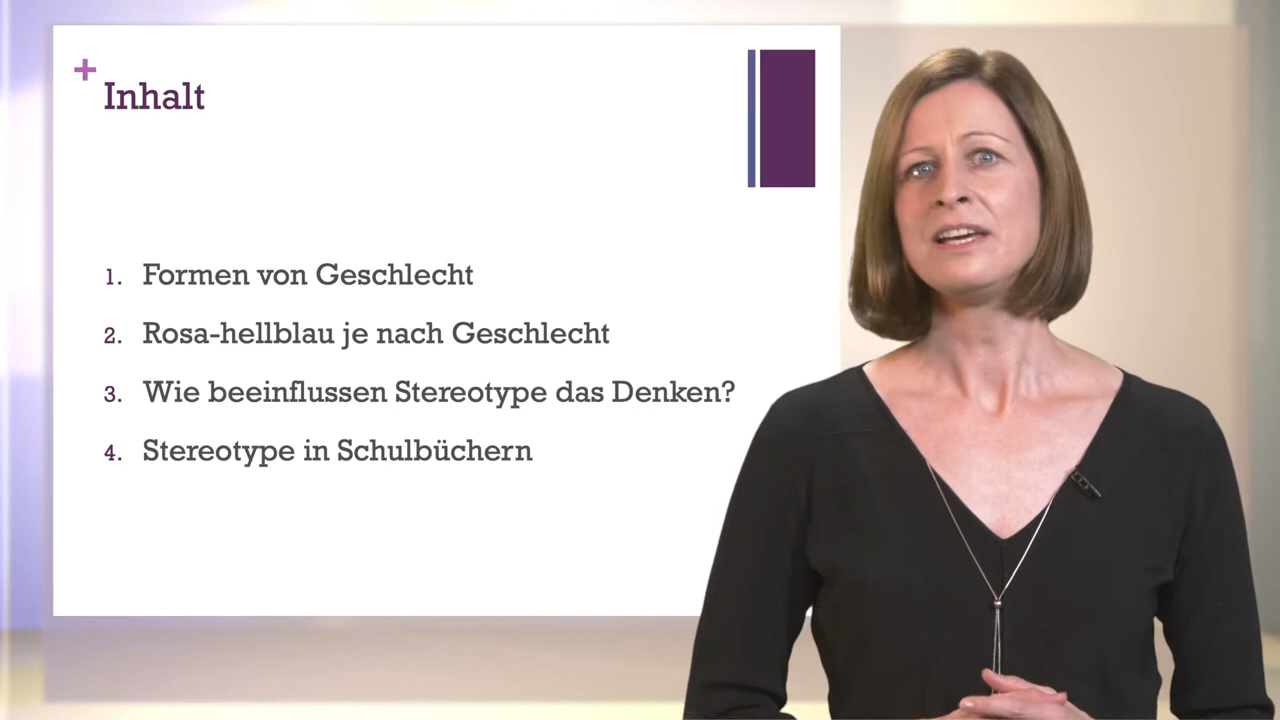 Inhalt
1. Formen von Geschlecht
2. Rosa-hellblau je nach Geschlecht
3. Wie beeinflussen Stereotype das Denken?
4. Stereotype in Schulbüchern